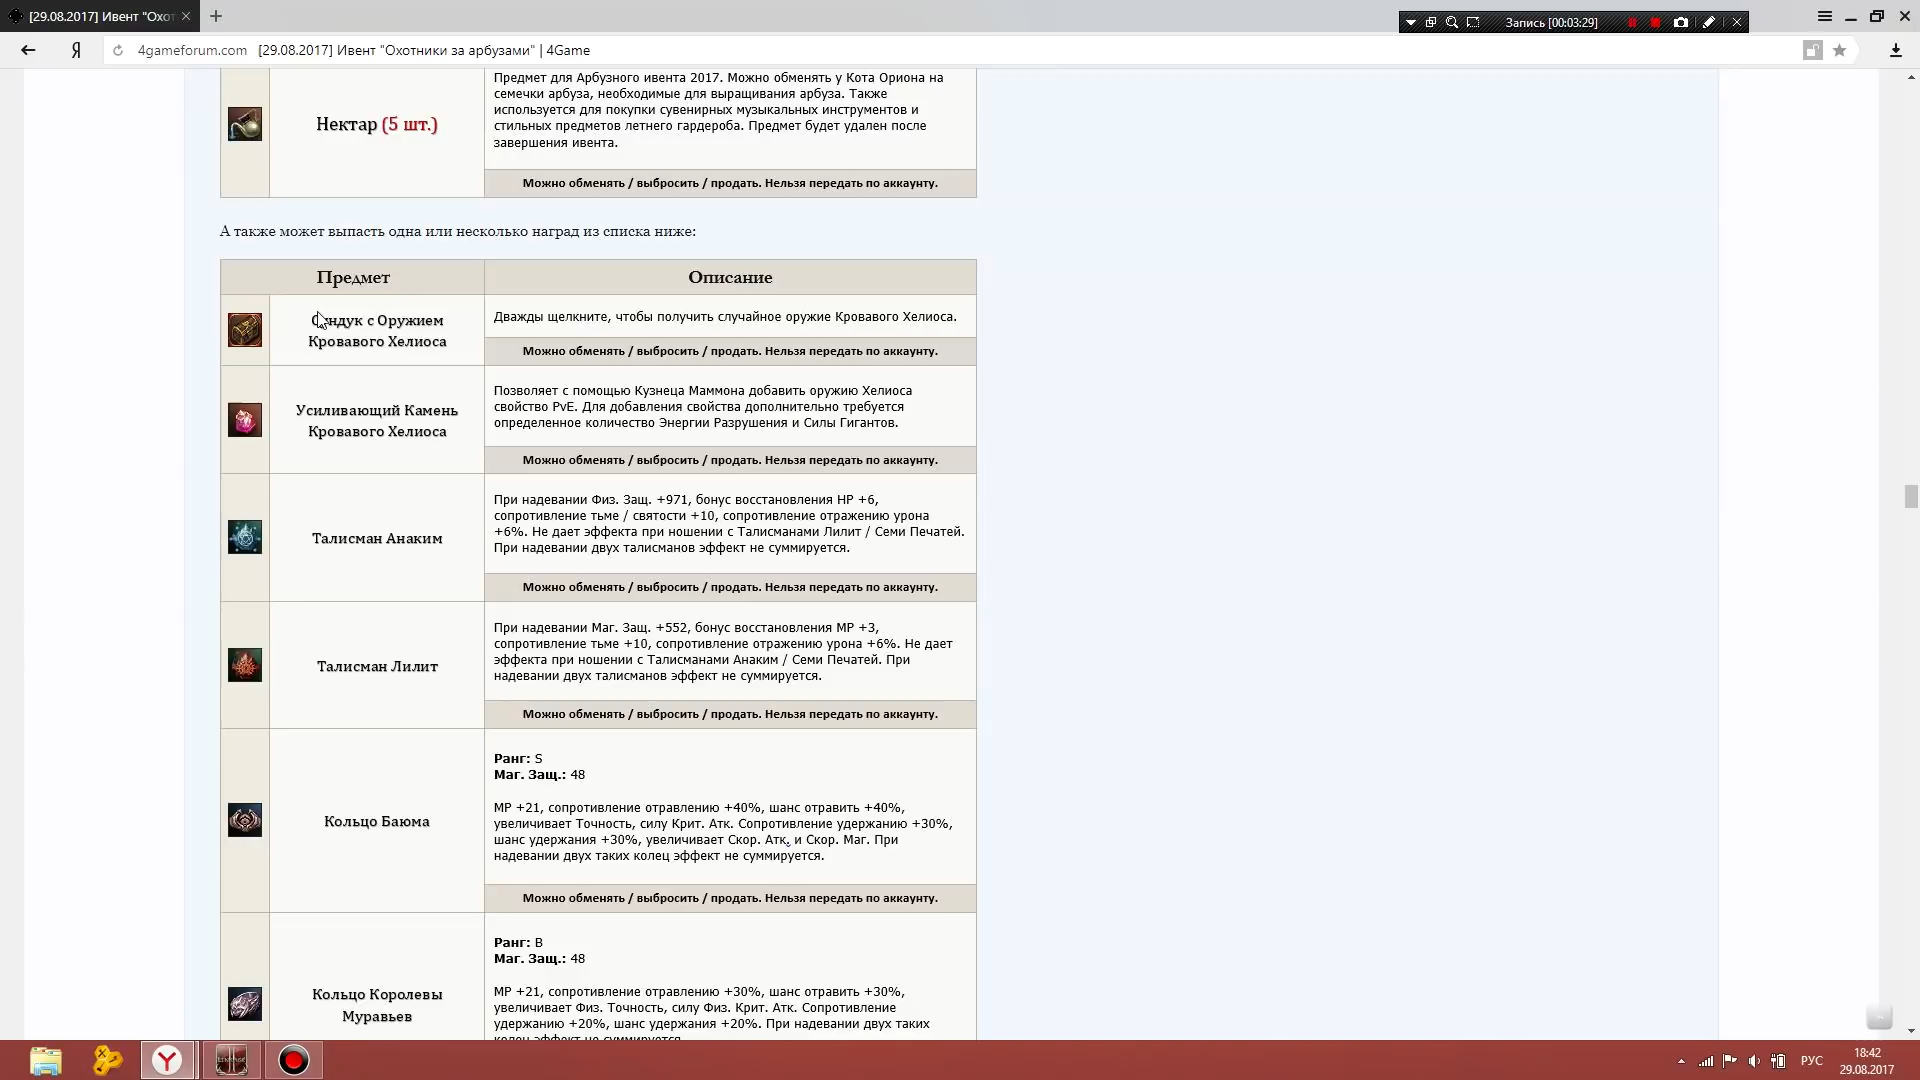 [29.08.2017] Ивент "Охот
Запись [00:03:29]
4gameforum.com [29.08.2017] Ивент "Охотники за арбузами" | 4Game
Нектар (5 шт.)
Предмет для Арбузного ивента 2017. Можно обменять у Кота Ориона на
семечки арбуза, необходимые для выращивания арбуза. Также
используется для покупки сувенирных музыкальных инструментов и
стильных предметов летнего гардероба. Предмет будет удален после
завершения ивента.
Можно обменять / выбросить / продать. Нельзя передать по аккаунту.
А также может выпасть одна или несколько наград из списка ниже:
Предмет
Описание
Сундук с Оружием
Кровавого Хелиоса
Дважды щелкните, чтобы получить случайное оружие Кровавого Хелиоса.
Можно обменять / выбросить / продать. Нельзя передать по аккаунту.
Усиливающий Камень
Кровавого Хелиоса
Позволяет с помощью Кузнеца Маммона добавить оружию Хелиоса
свойство PvE. Для добавления свойства дополнительно требуется
определенное количество Энергии Разрушения и Силы Гигантов.
Можно обменять / выбросить / продать. Нельзя передать по аккаунту.
Талисман Анаким
При надевании Физ. Защ. +971, бонус восстановления HP +6,
сопротивление тьме / святости +10, сопротивление отражению урона
+6%. Не дает эффекта при ношении с Талисманами Лилит / Семи Печатей.
При надевании двух талисманов эффект не суммируется.
Можно обменять / выбросить / продать. Нельзя передать по аккаунту.
Талисман Лилит
При надевании Маг. Защ. +552, бонус восстановления MP +3,
сопротивление тьме +10, сопротивление отражению урона +6%. Не дает
эффекта при ношении с Талисманами Анаким / Семи Печатей. При
надевании двух талисманов эффект не суммируется.
Можно обменять / выбросить / продать. Нельзя передать по аккаунту.
Кольцо Баюма
Ранг: S
Маг. Защ.: 48
MP +21, сопротивление отравлению +40%, шанс отравить +40%,
увеличивает Точность, силу Крит. Атк. Сопротивление удержанию +30%,
шанс удержания +30%, увеличивает Скор. Атк. и Скор. Маг. При
надевании двух таких колец эффект не суммируется.
Можно обменять / выбросить / продать. Нельзя передать по аккаунту.
Кольцо Королевы
Муравьев
Ранг: B
Маг. Защ.: 48
MP +21, сопротивление отравлению +30%, шанс отравить +30%,
увеличивает Физ. Точность, силу Физ. Крит. Атк. Сопротивление
удержанию +20%, шанс удержания +20%. При надевании двух таких
колец эффект не суммируется.
РУС
18:42
29.08.2017